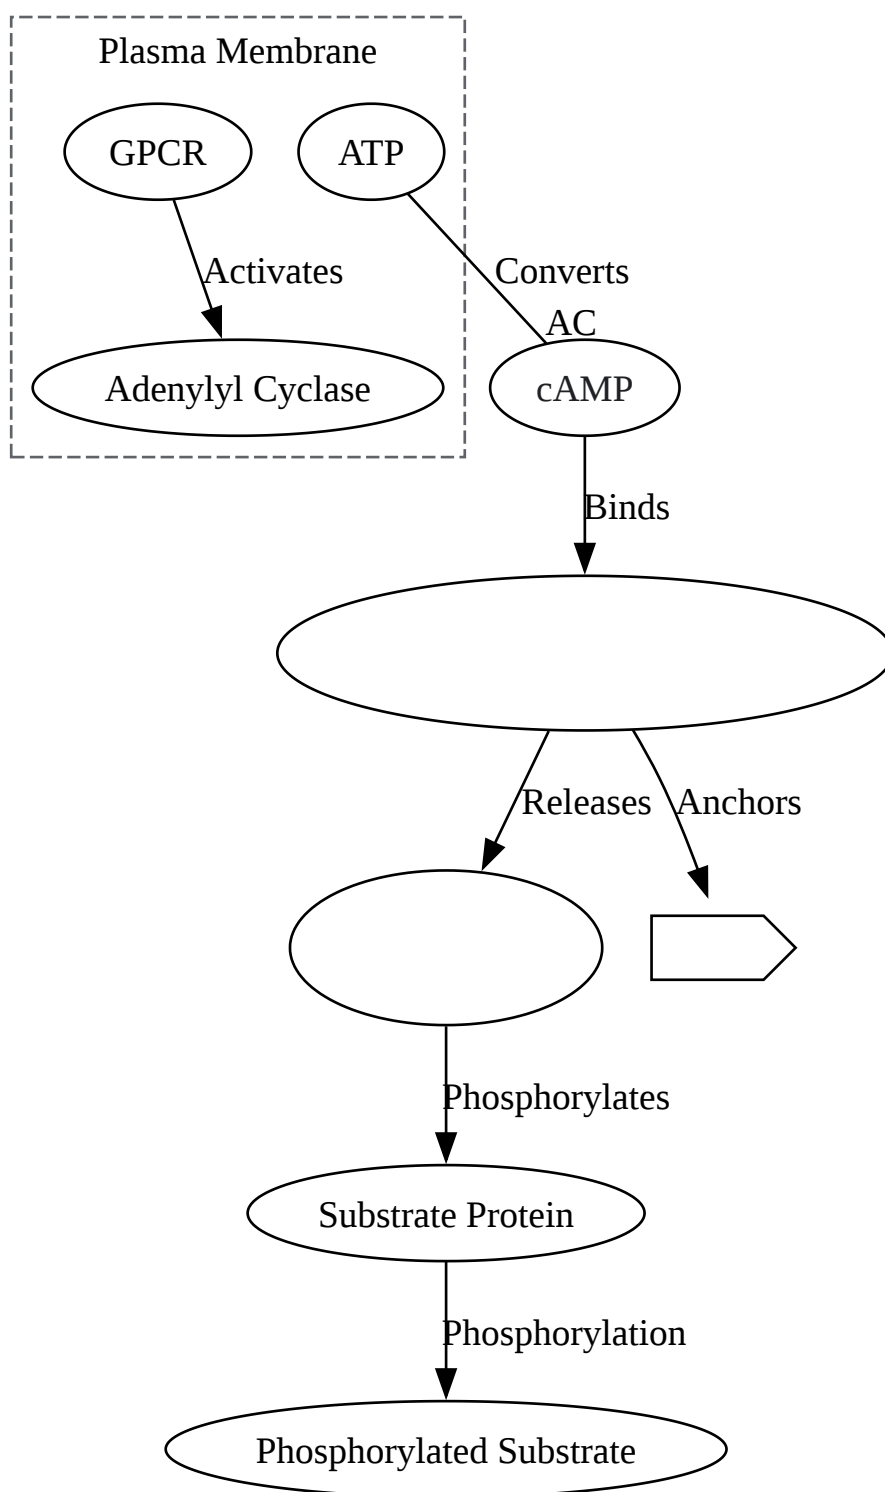 Plasma Membrane
GPCR
ATP
Activates
Converts
AC
Adenylyl Cyclase
cAMP
Binds
Releases
Anchors
Phosphorylates
Substrate Protein
Phosphorylation
Phosphorylated Substrate